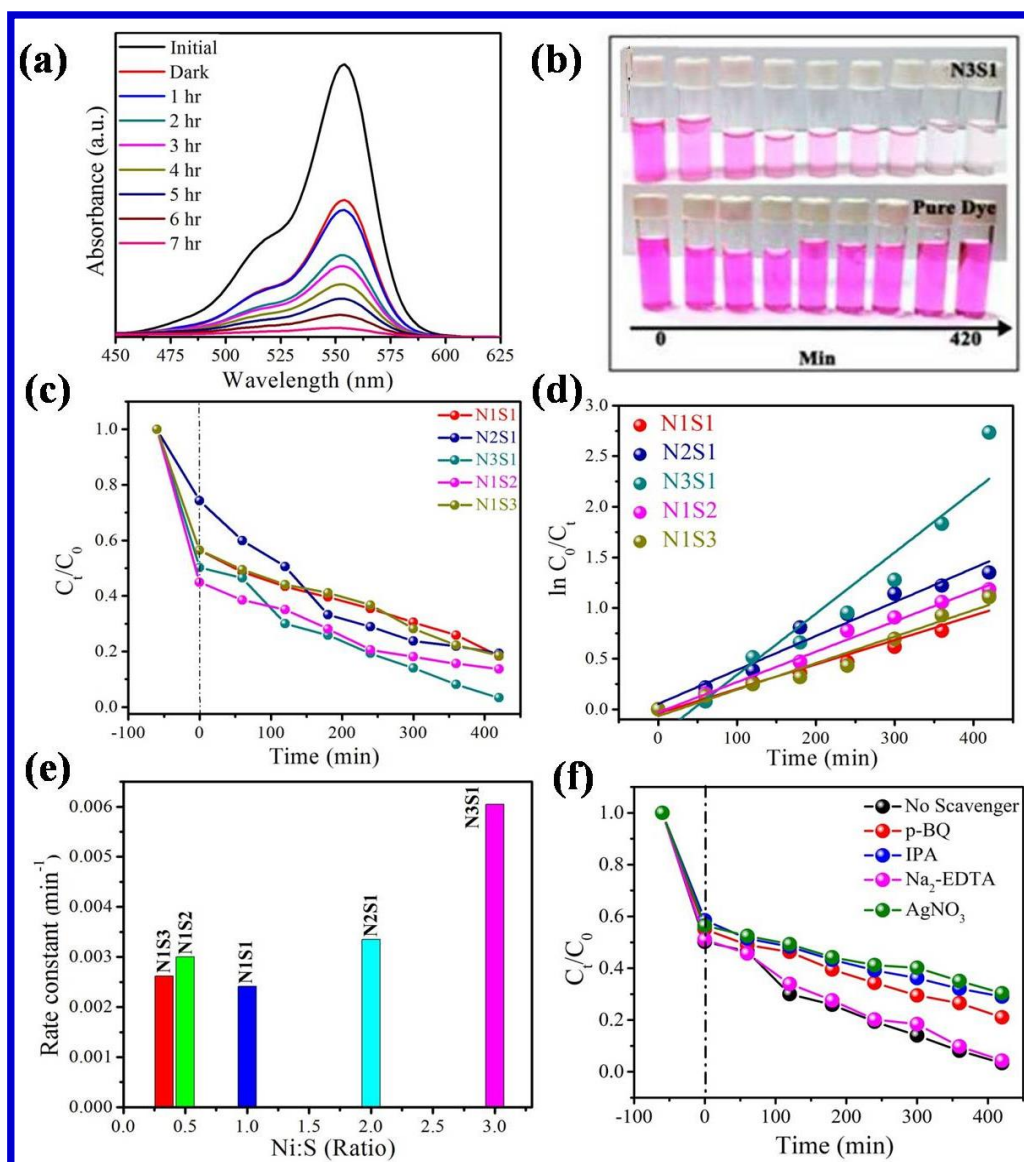 (a)
Initial
Dark
1 hr
2 hr
3 hr
4 hr
5 hr
6 hr
7 hr
Absorbance (a.u.)
450 475 500 525 550 575 600 625
Wavelength (nm)
(b)
N3S1
Pure Dye
0 420
Min
(c)
N1S1
N2S1
N3S1
N1S2
N1S3
1.0
0.8
0.6
0.4
0.2
0.0
Ct/C0
-100 0 100 200 300 400
Time (min)
(d)
N1S1
N2S1
N3S1
N1S2
N1S3
3.0
2.5
2.0
1.5
1.0
0.5
0.0
ln C0/Ct
0 100 200 300 400
Time (min)
(e)
0.006
0.005
0.004
0.003
0.002
0.001
0.000
Rate constant (min⁻¹)
N1S3
N1S2
N1S1
N2S1
N3S1
0.0 0.5 1.0 1.5 2.0 2.5 3.0
Ni:S (Ratio)
(f)
No Scavenger
p-BQ
IPA
Na₂-EDTA
AgNO₃
1.0
0.8
0.6
0.4
0.2
0.0
Ct/C0
-100 0 100 200 300 400
Time (min)